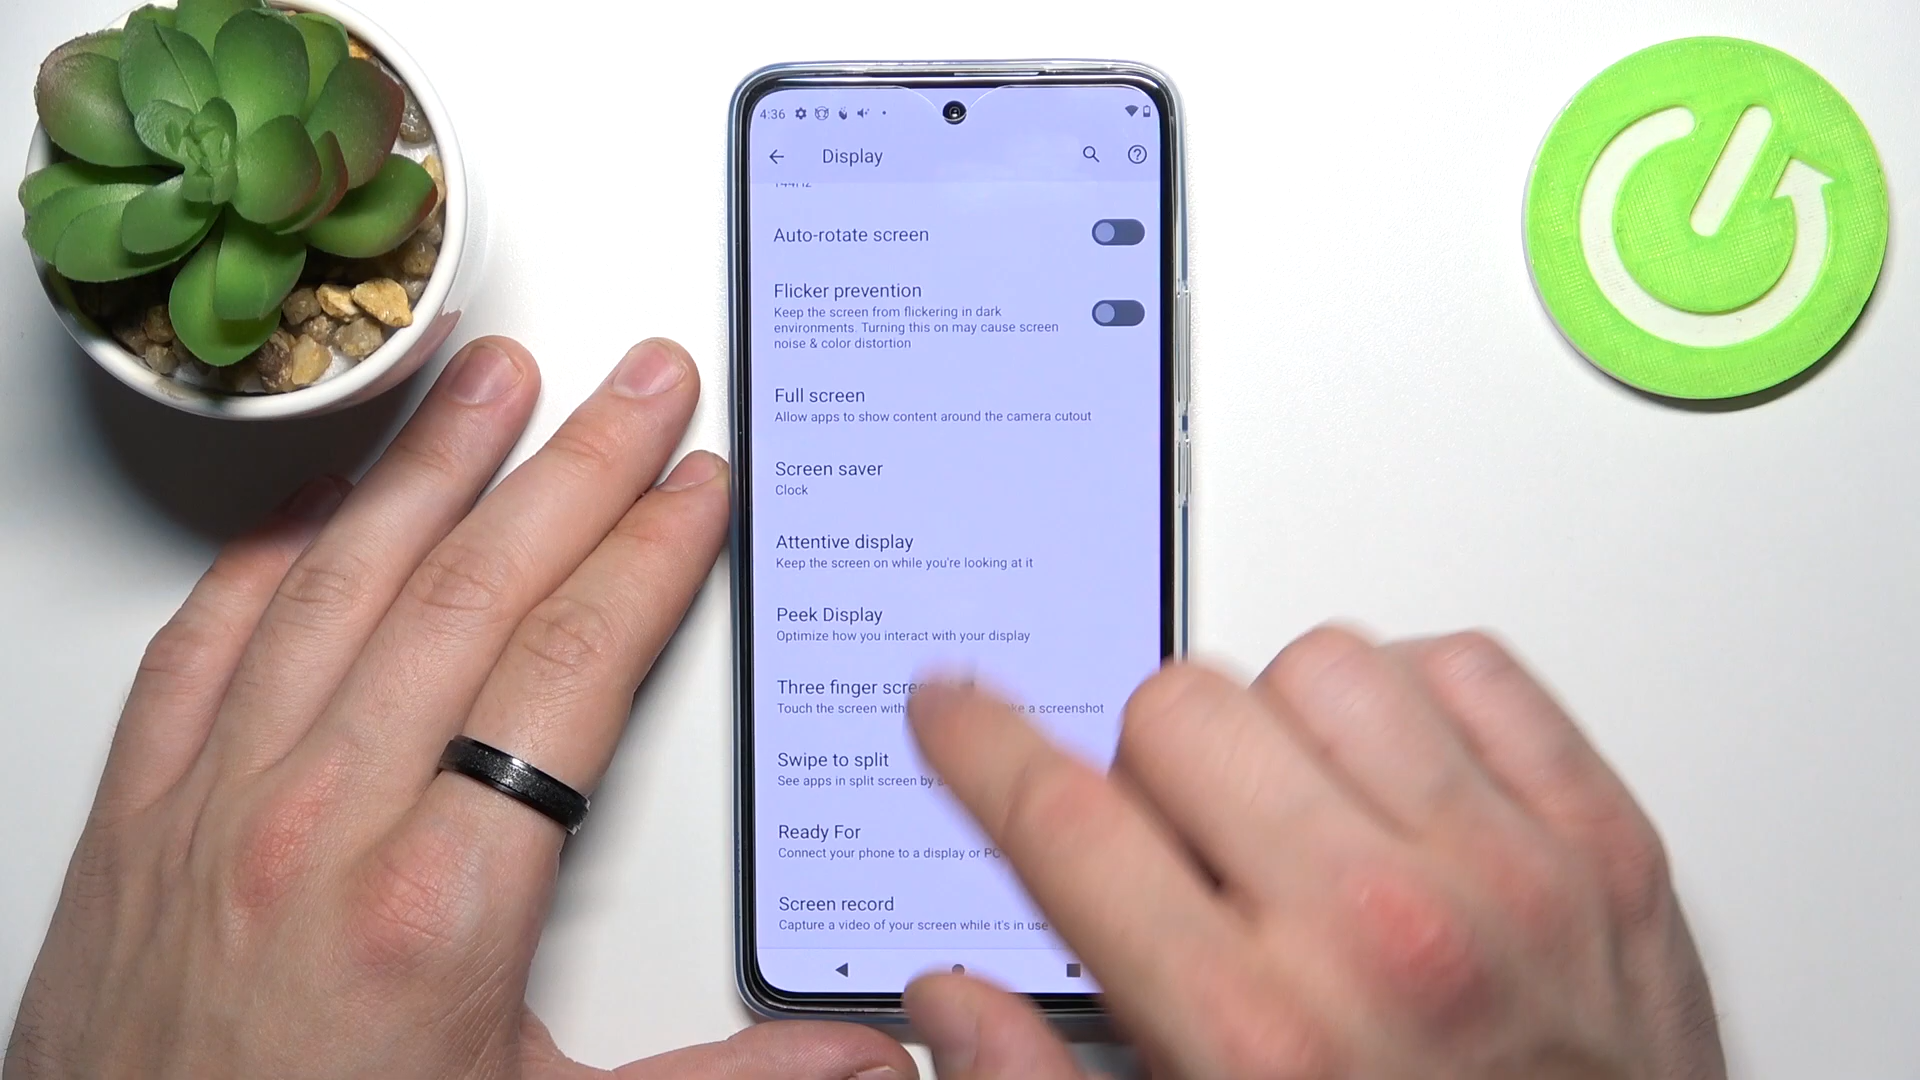 4:36
Display
144Hz
Auto-rotate screen
Flicker prevention
Keep the screen from flickering in dark
environments. Turning this on may cause screen
noise & color distortion
Full screen
Allow apps to show content around the camera cutout
Screen saver
Clock
Attentive display
Keep the screen on while you're looking at it
Peek Display
Optimize how you interact with your display
Three finger
Touch the screen with a screenshot
Swipe to split
See apps in split screen by
Ready For
Connect your phone to a display or PC
Screen record
Capture a video of your screen while it's in use